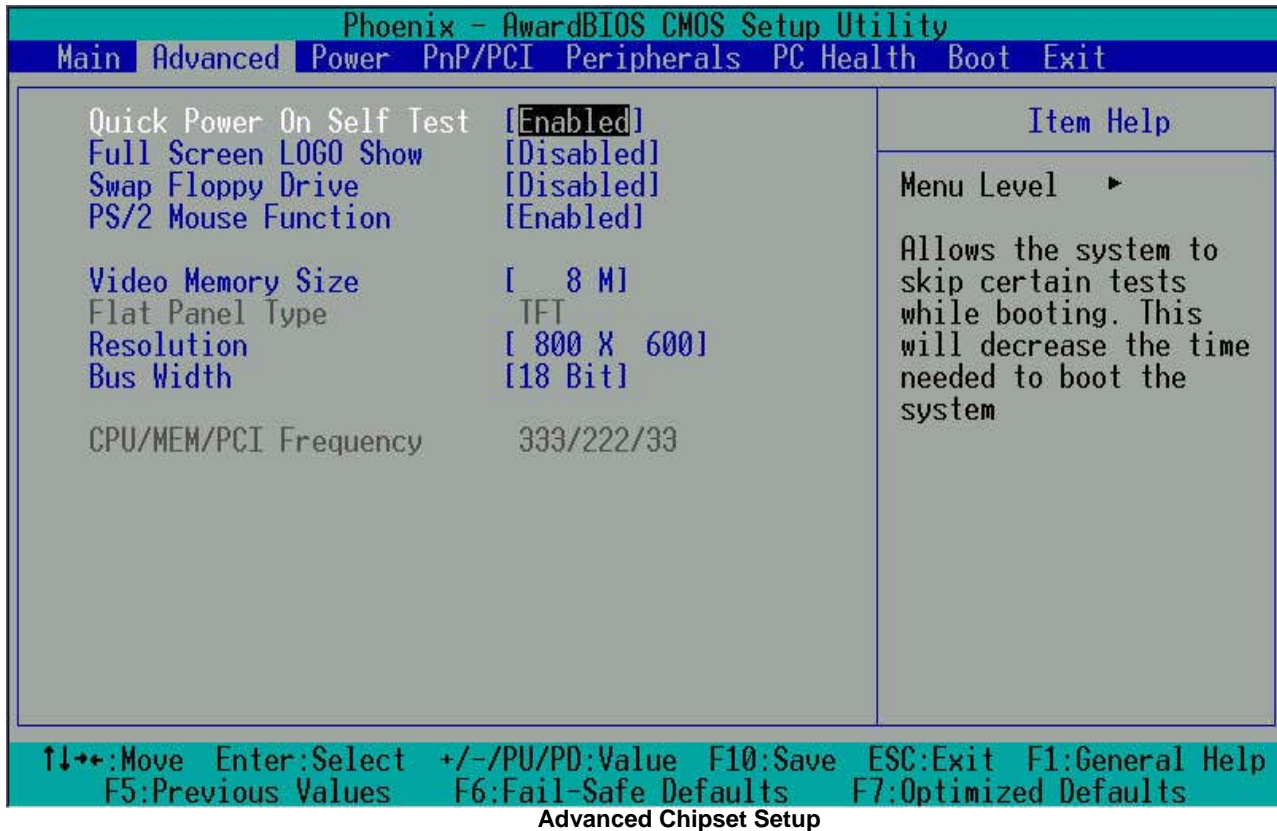 Phoenix - AwardBIOS CMOS Setup Utility
Main Advanced Power PnP/PCI Peripherals PC Health Boot Exit
Quick Power On Self Test [Enabled]
Full Screen LOGO Show [Disabled]
Swap Floppy Drive [Disabled]
PS/2 Mouse Function [Enabled]
Video Memory Size [ 8 M]
Flat Panel Type TFT
Resolution [ 800 X 600]
Bus Width [18 Bit]
CPU/MEM/PCI Frequency 333/222/33
Item Help
Menu Level ►
Allows the system to
skip certain tests
while booting. This
will decrease the time
needed to boot the
system
↑↓→←:Move Enter:Select +/-/PU/PD:Value F10:Save ESC:Exit F1:General Help
F5:Previous Values F6:Fail-Safe Defaults F7:Optimized Defaults
Advanced Chipset Setup